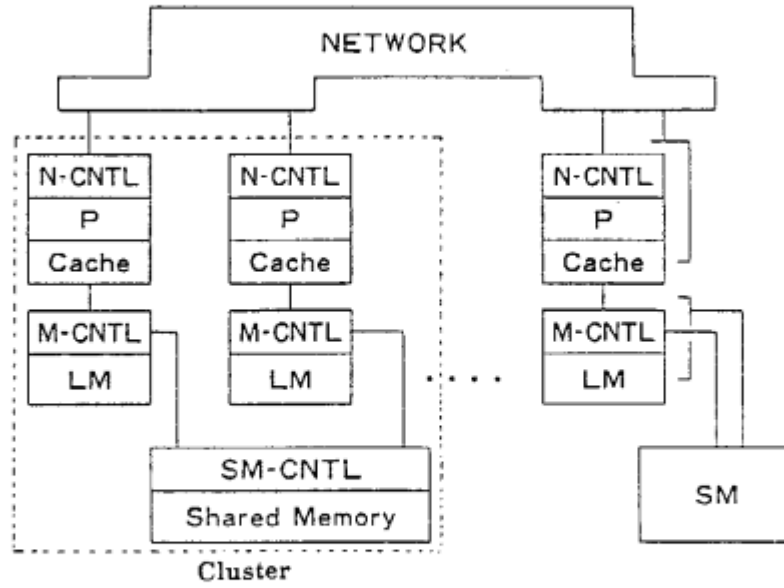 NETWORK
N-CNTL
P
Cache
M-CNTL
LM
N-CNTL
P
Cache
M-CNTL
LM
SM-CNTL
Shared Memory
Cluster
. . . .
N-CNTL
P
Cache
M-CNTL
LM
SM